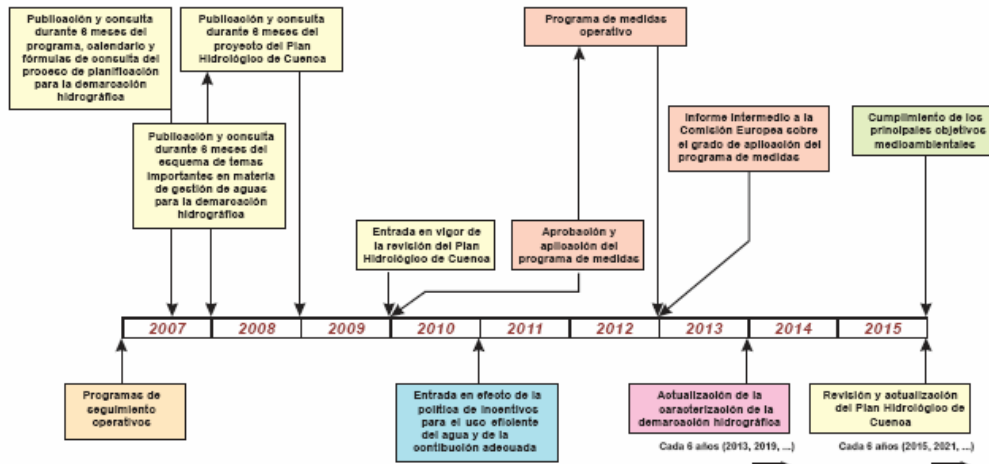 Publicación y consulta
durante 6 meses del
programa, calendario y
fórmulas de consulta del
proceso de planificación
para la demarcación
hidrográfica
Publicación y consulta
durante 6 meses del
proyecto del Plan
Hidrológico de Cuenca
Programa de medidas
operativo
Publicación y consulta
durante 6 meses del
esquema de temas
importantes en materia
de gestión de aguas
para la demarcación
hidrográfica
Informe intermedio a la
Comisión Europea sobre
el grado de aplicación del
programa de medidas
Cumplimiento de los
principales objetivos
medioambientales
Entrada en vigor de
la revisión del Plan
Hidrológico de Cuenca
Aprobación y
aplicación del
programa de medidas
2007 2008 2009 2010 2011 2012 2013 2014 2015
Programas de
seguimiento
operativos
Entrada en efecto de la
política de incentivos
para el uso eficiente
del agua y de la
contibución adecuada
Actualización de la
caracterización de la
demarcación hidrográfica
Cada 6 años (2013, 2019, ...)
Revisión y actualización
del Plan Hidrológico de
Cuenca
Cada 6 años (2015, 2021, ...)